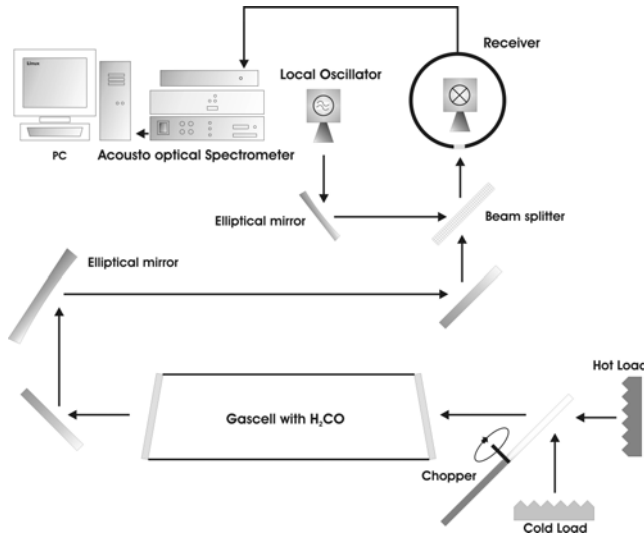 Receiver
Linux
Local Oscillator
PC
Acousto optical Spectrometer
Elliptical mirror
Beam splitter
Elliptical mirror
Hot Load
Gascell with H₂CO
Chopper
Cold Load